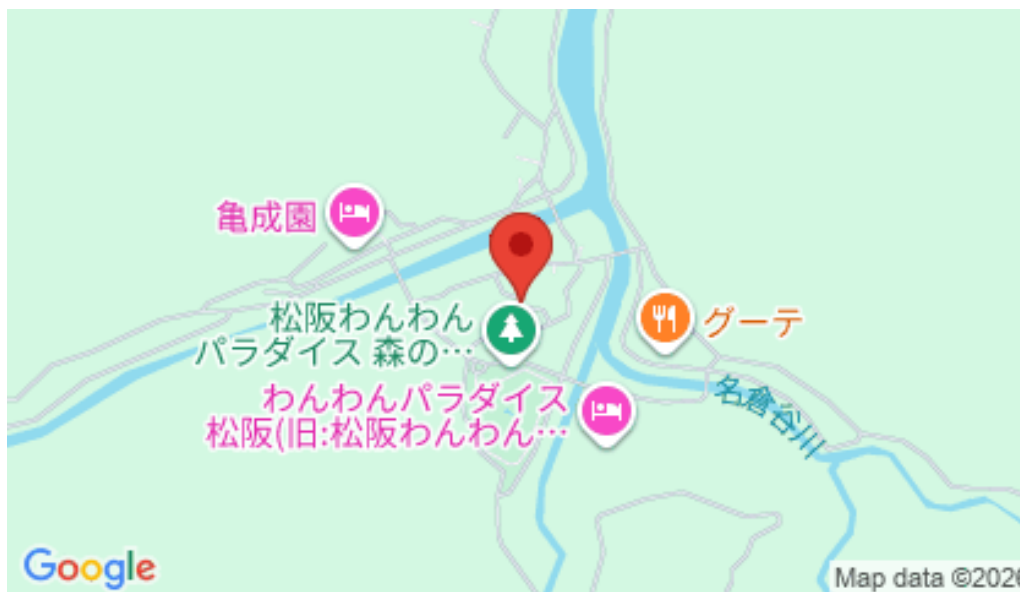 亀成園
松阪わんわん
パラダイス 森の…
グーテ
わんわんパラダイス
松阪(旧:松阪わんわん…
名倉谷川
Google
Map data ©2026